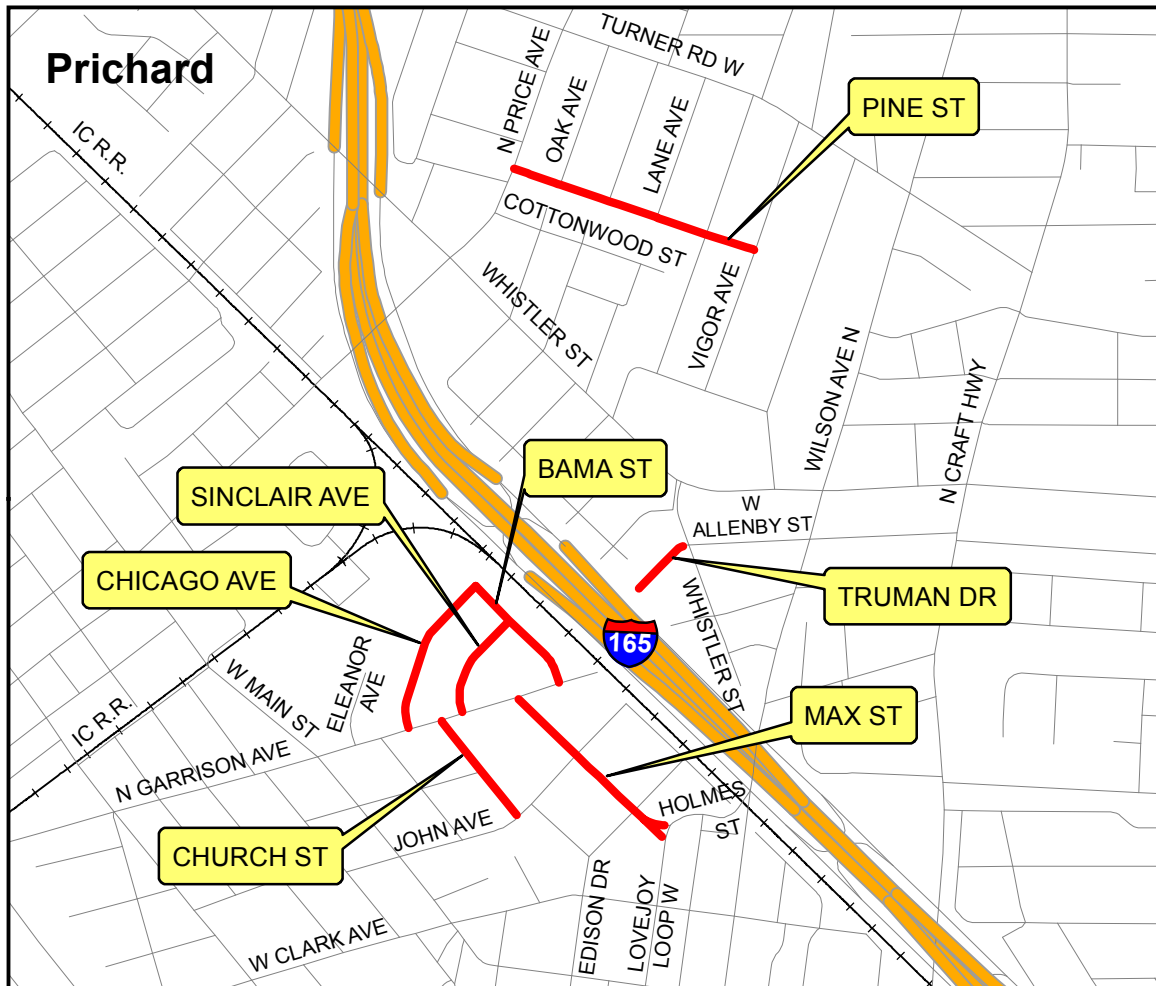 Prichard
TURNER RD W
N PRICE AVE
OAK AVE
LANE AVE
PINE ST
IC R.R.
COTTONWOOD ST
WHISTLER ST
VIGOR AVE
WILSON AVE N
N CRAFT HWY
BAMA ST
SINCLAIR AVE
W
ALLENBY ST
CHICAGO AVE
TRUMAN DR
WHISTLER ST
165
ELEANOR
AVE
W MAIN ST
IC R.R.
MAX ST
N GARRISON AVE
HOLMES
ST
JOHN AVE
CHURCH ST
EDISON DR
LOVEJOY
LOOP W
W CLARK AVE